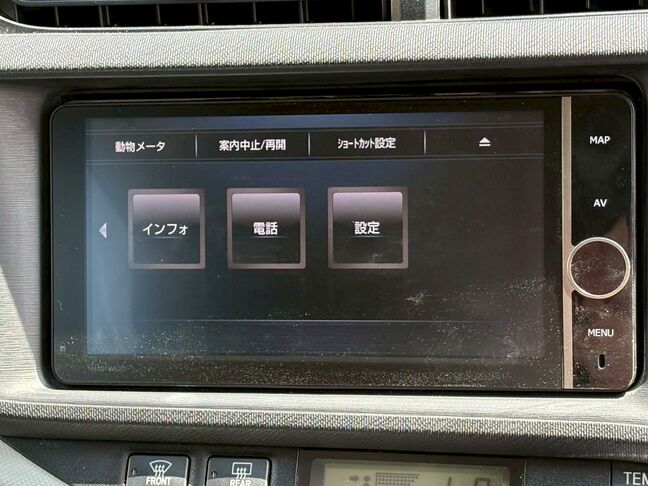 動物メータ
案内中止/再開
ショートカット設定
MAP
AV
インフォ
電話
設定
MENU
FRONT
REAR
TEM